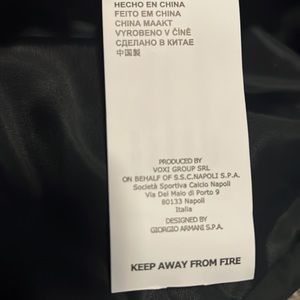 HECHO EN CHINA
FEITO EM CHINA
CHINA MAAKT
VYROBENO V ČÍNĚ
СДЕЛАНО В КИТАЕ
中国製
PRODUCED BY
VOXI GROUP SRL
ON BEHALF OF S.S.C.NAPOLI S.P.A.
Società Sportiva Calcio Napoli
Via Del Maio di Porto 9
80133 Napoli
Italia
DESIGNED BY
GIORGIO ARMANI S.P.A.
KEEP AWAY FROM FIRE